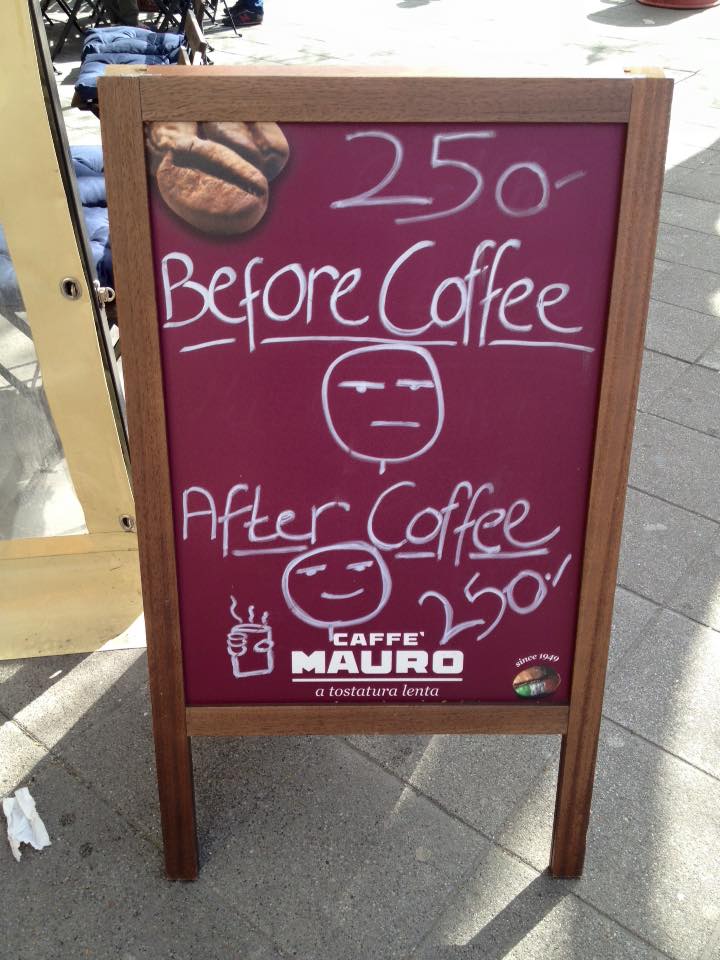 250-
Before Coffee
After Coffee
250.-
CAFFE'
MAURO
a tostatura lenta
since 1949